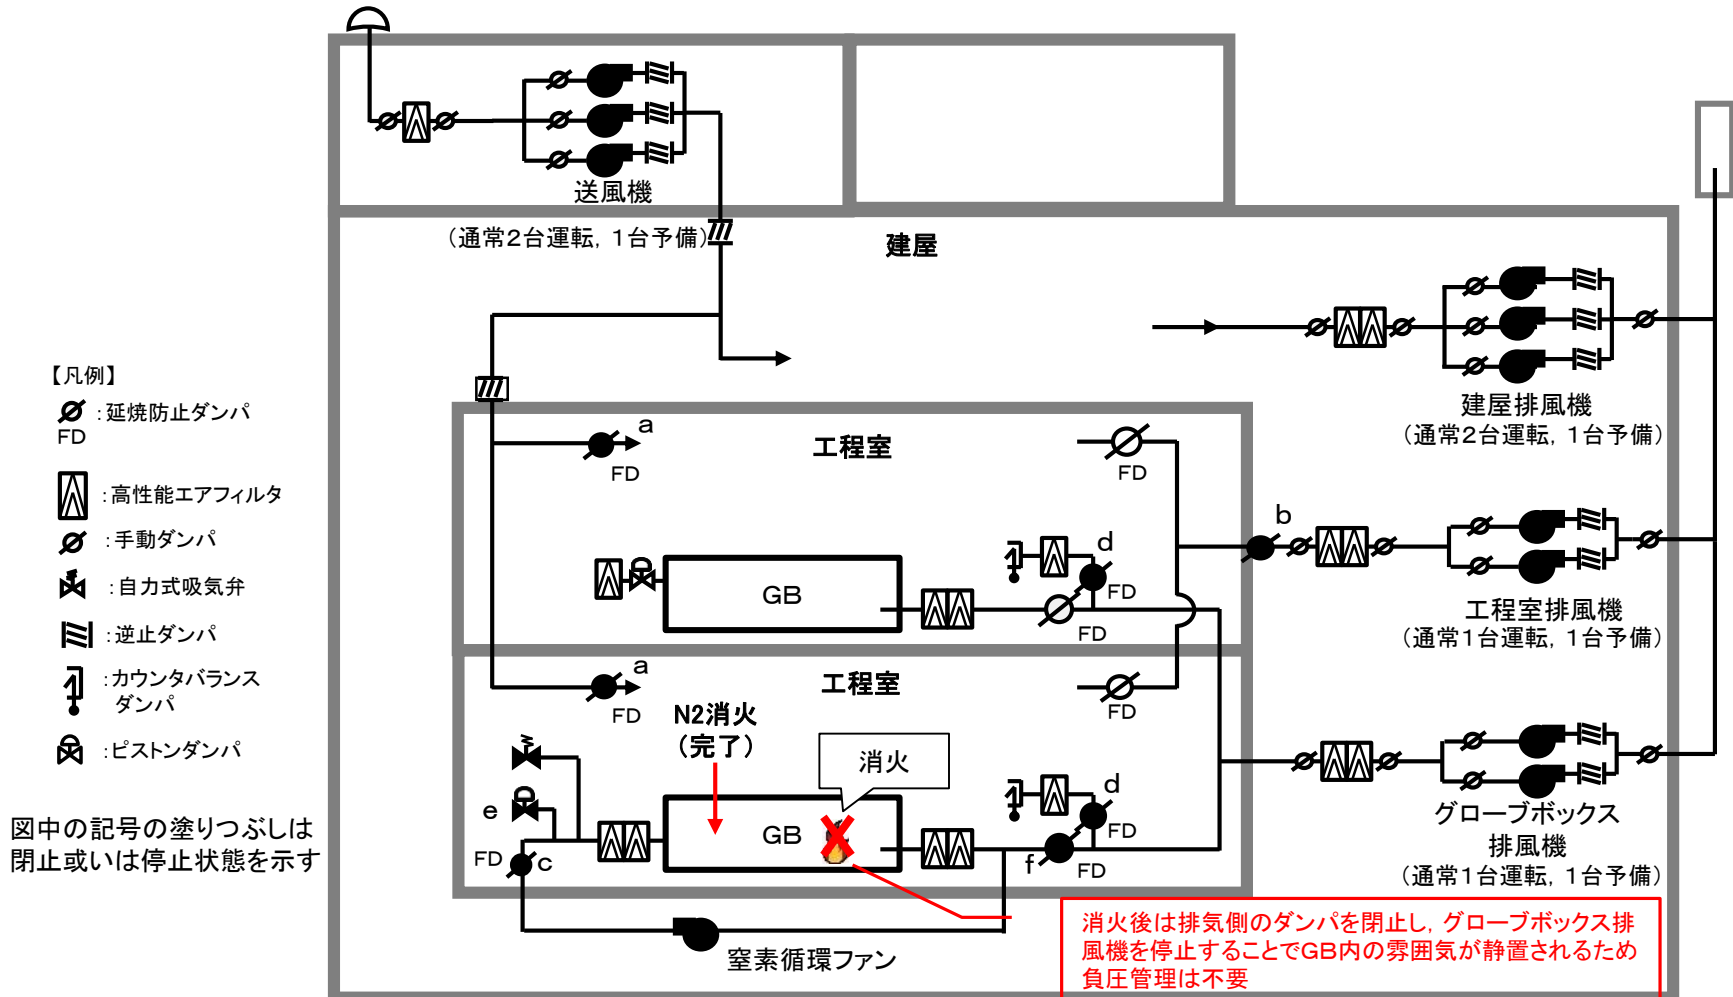 送風機
（通常2台運転，1台予備）
建屋
建屋排風機
（通常2台運転，1台予備）
【凡例】
：延焼防止ダンパ
FD
：高性能エアフィルタ
：手動ダンパ
：自力式吸気弁
：逆止ダンパ
：カウンタバランス
ダンパ
：ピストンダンパ
図中の記号の塗りつぶしは
閉止或いは停止状態を示す
a
FD
工程室
FD
b
d
FD
GB
FD
工程室排風機
（通常1台運転，1台予備）
a
FD
工程室
FD
N2消火
（完了）
消火
e
FD
c
GB
d
FD
f
FD
グローブボックス
排風機
（通常1台運転，1台予備）
窒素循環ファン
消火後は排気側のダンパを閉止し，グローブボックス排
風機を停止することでGB内の雰囲気が静置されるため
負圧管理は不要